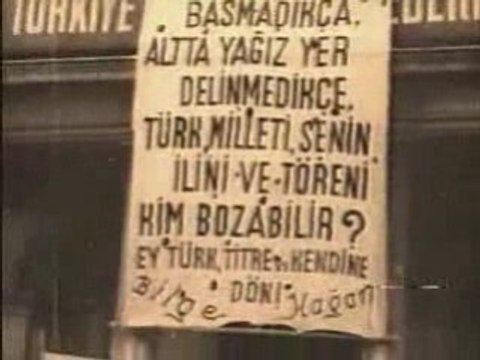 TÜRKİYE
BASMADIKÇA,
ALTTA YAĞIZ YER
DELİNMEDİKÇE,
TÜRK MİLLETİ, SENİN
İLİNİ-VE-TÖRENİ
KİM BOZABİLİR?
EY TÜRK, TİTRE VE KENDİNE
DÖN!
Bilge Kağan